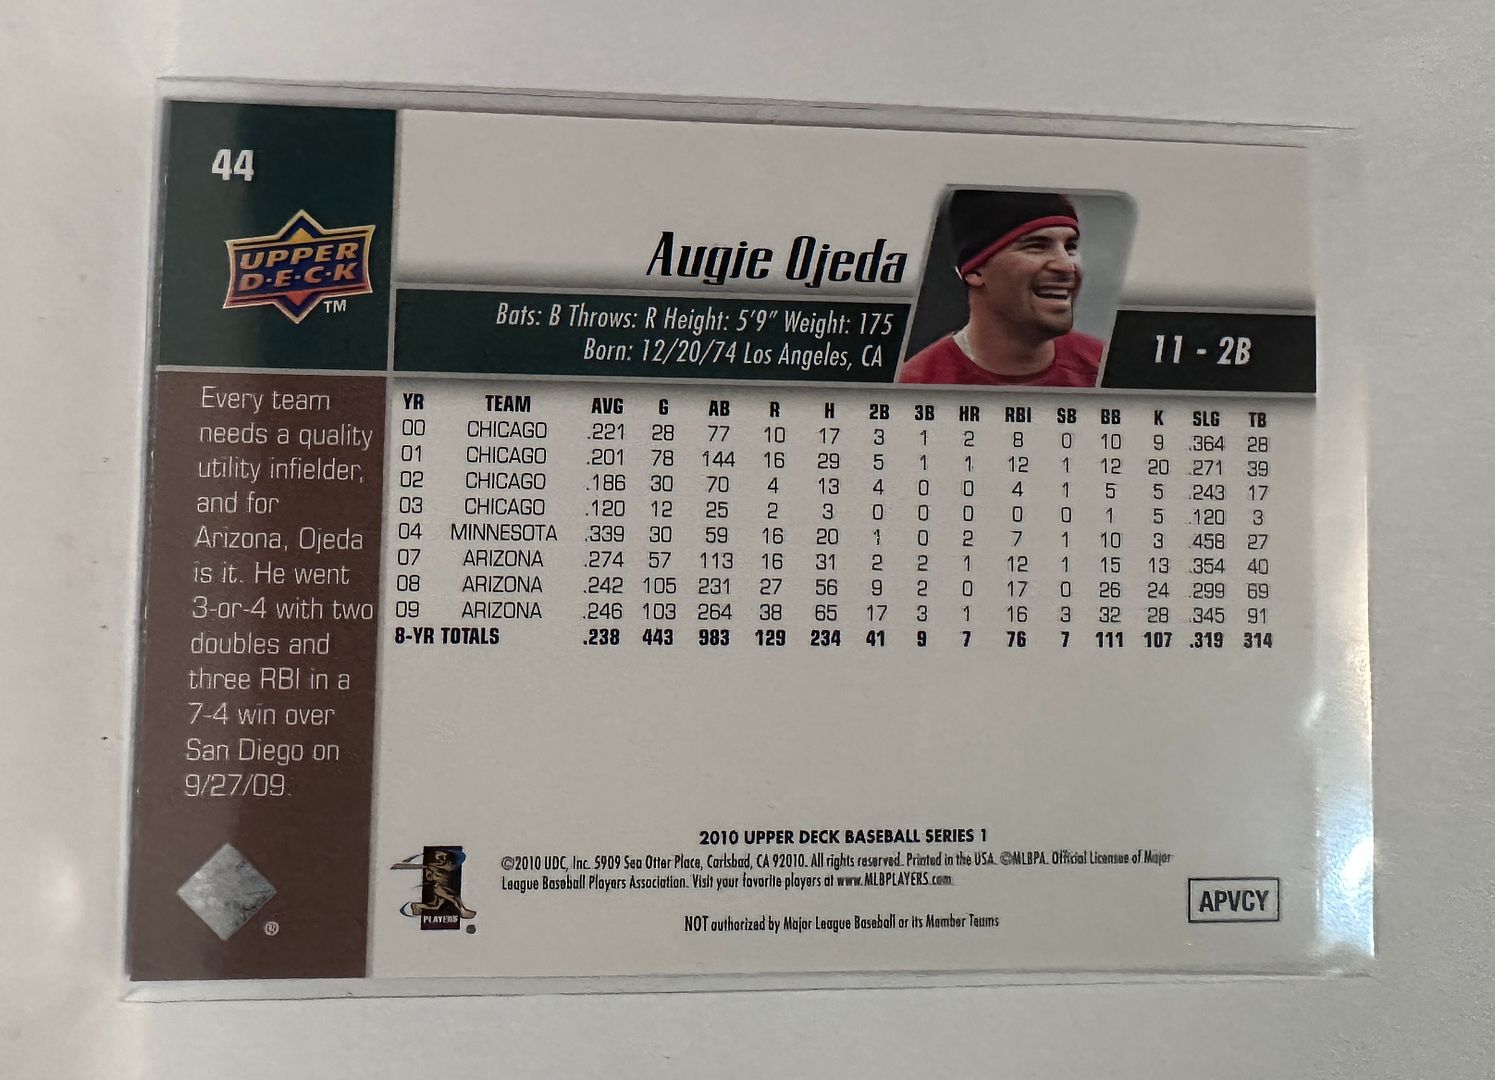 44
UPPER
D·E·C·K
TM
Augie Ojeda
Bats: B Throws: R Height: 5'9" Weight: 175
Born: 12/20/74 Los Angeles, CA
11 - 2B
Every team
needs a quality
utility infielder,
and for
Arizona, Ojeda
is it. He went
3-or-4 with two
doubles and
three RBI in a
7-4 win over
San Diego on
9/27/09.
®
YR TEAM AVG G AB R H 2B 3B HR RBI SB BB K SLG TB
00 CHICAGO .221 28 77 10 17 3 1 2 8 0 10 9 .364 28
01 CHICAGO .201 78 144 16 29 5 1 1 12 1 12 20 .271 39
02 CHICAGO .186 30 70 4 13 4 0 0 4 1 5 5 .243 17
03 CHICAGO .120 12 25 2 3 0 0 0 0 0 1 5 .120 3
04 MINNESOTA .339 30 59 16 20 1 0 2 7 1 10 3 .458 27
07 ARIZONA .274 57 113 16 31 2 2 1 12 1 15 13 .354 40
08 ARIZONA .242 105 231 27 56 9 2 0 17 0 26 24 .299 69
09 ARIZONA .246 103 264 38 65 17 3 1 16 3 32 28 .345 91
8-YR TOTALS .238 443 983 129 234 41 9 7 76 7 111 107 .319 314
2010 UPPER DECK BASEBALL SERIES 1
©2010 UDC, Inc. 5909 Sea Otter Place, Carlsbad, CA 92010. All rights reserved. Printed in the USA. ©MLBPA. Official Licensee of Major
League Baseball Players Association. Visit your favorite players at www.MLBPLAYERS.com
NOT authorized by Major League Baseball or its Member Teams
PLAYERS
APVCY